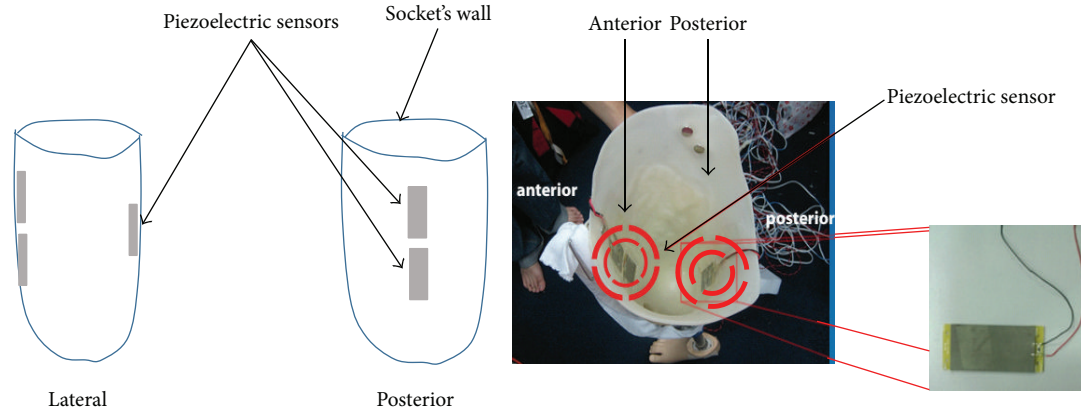 Piezoelectric sensors
Socket's wall
Anterior
Posterior
Piezoelectric sensor
anterior
posterior
Lateral
Posterior